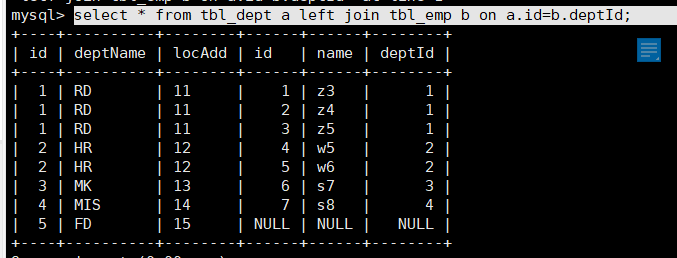 mysql> select * from tbl_dept a left join tbl_emp b on a.id=b.deptId;
+----+----------+--------+------+------+--------+
| id | deptName | locAdd | id   | name | deptId |
+----+----------+--------+------+------+--------+
|  1 | RD       | 11     |    1 | z3   |      1 |
|  1 | RD       | 11     |    2 | z4   |      1 |
|  1 | RD       | 11     |    3 | z5   |      1 |
|  2 | HR       | 12     |    4 | w5   |      2 |
|  2 | HR       | 12     |    5 | w6   |      2 |
|  3 | MK       | 13     |    6 | s7   |      3 |
|  4 | MIS      | 14     |    7 | s8   |      4 |
|  5 | FD       | 15     | NULL | NULL |   NULL |
+----+----------+--------+------+------+--------+